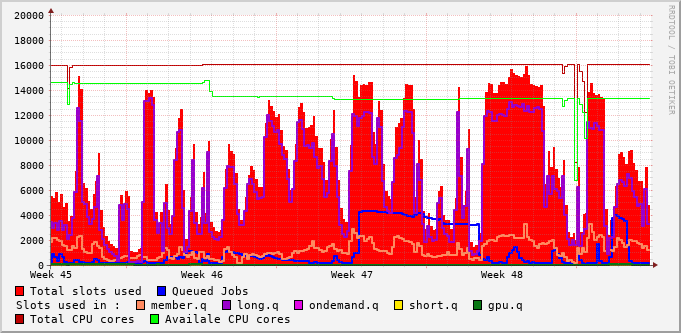 20000
18000
16000
14000
12000
10000
8000
6000
4000
2000
0
Week 45 Week 46 Week 47 Week 48
Total slots used Queued Jobs
Slots used in : member.q long.q ondemand.q short.q gpu.q
Total CPU cores Availale CPU cores
RRDTOOL / TOBI OETIKER